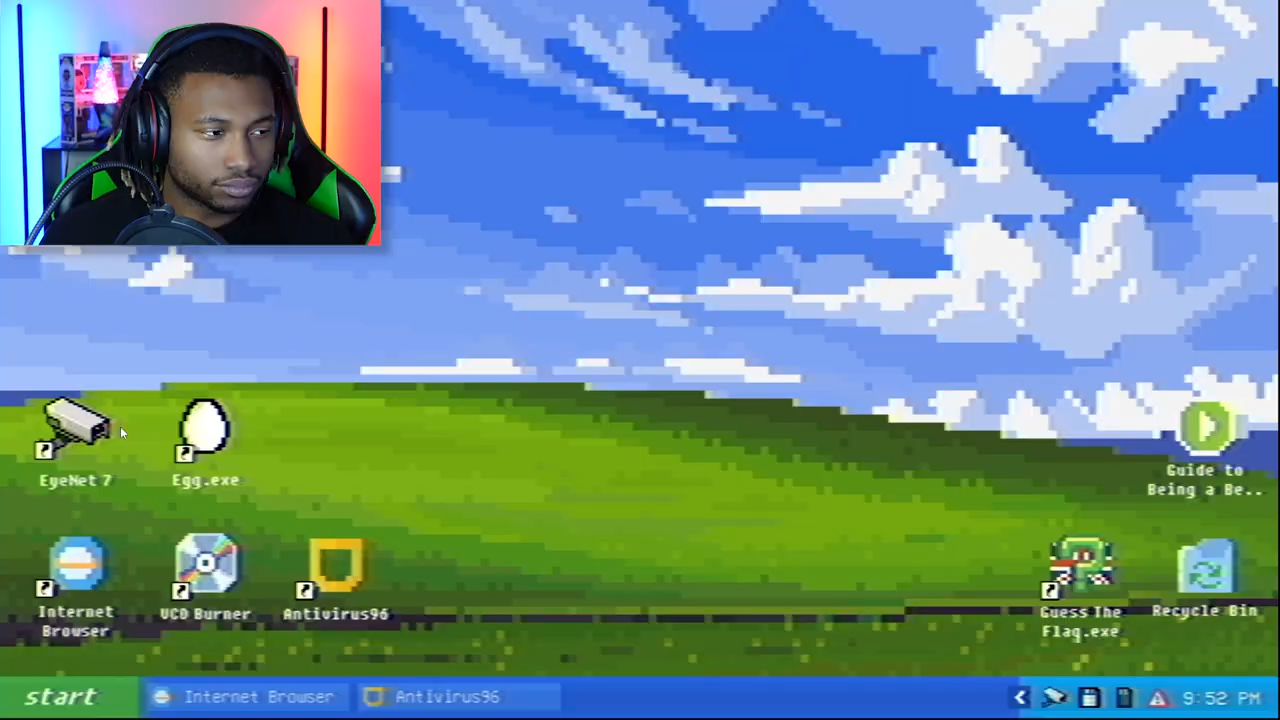 EyeNet 7
Egg.exe
Guide to
Being a Be..
Internet
Browser
VCD Burner
Antivirus96
Guess The
Flag.exe
Recycle Bin
start
Internet Browser
Antivirus96
9:52 PM